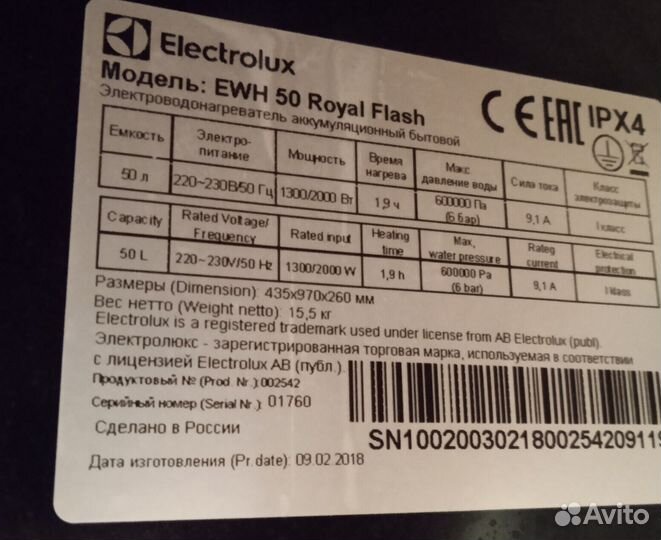 Electrolux
Модель: EWH 50 Royal Flash
Электроводонагреватель аккумуляционный бытовой
CE EAC IPX4
Емкость Электро-питание Мощность Время нагрева Макс давление воды Сила тока Класс электрозащиты
50 л 220~230В/50 Гц 1300/2000 Вт 1,9 ч 600000 Па (6 бар) 9,1 А I класс
Capacity Rated Voltage/Frequency Rated input Heating time Max, water pressure Rateg current Electrical protection
50 L 220~230V/50 Hz 1300/2000 W 1,9 h 600000 Pa (6 bar) 9,1 A I klass
Размеры (Dimension): 435x970x260 мм
Вес нетто (Weight netto): 15,5 кг
Electrolux is a registered trademark used under license from AB Electrolux (publ).
Электролюкс - зарегистрированная торговая марка, используемая в соответствии
с лицензией Electrolux AB (публ.).
Продуктовый № (Prod. Nr.):002542
Серийный номер (Serial Nr.): 01760
Сделано в России
SN1002003021800254209119
Дата изготовления (Pr.date): 09.02.2018
Avito